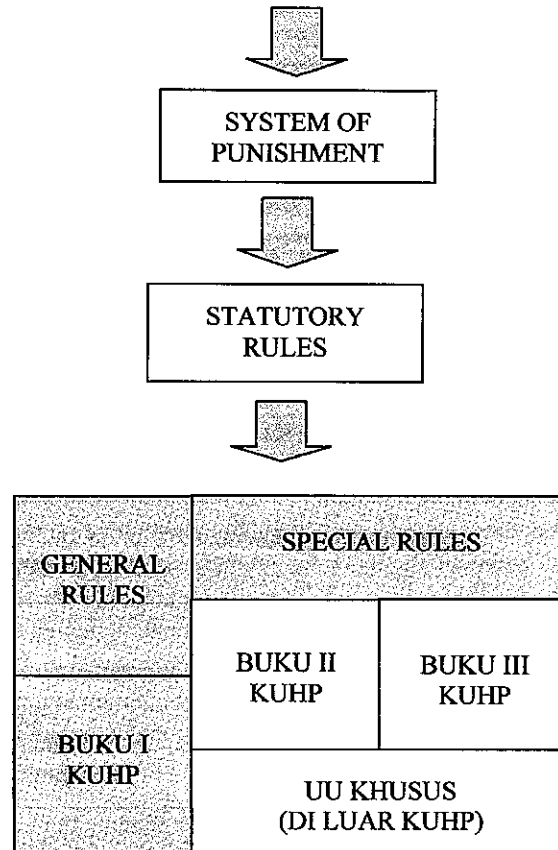 SYSTEM OF
PUNISHMENT
STATUTORY
RULES
GENERAL
RULES
SPECIAL RULES
BUKU II
KUHP
BUKU III
KUHP
BUKU I
KUHP
UU KHUSUS
(DI LUAR KUHP)